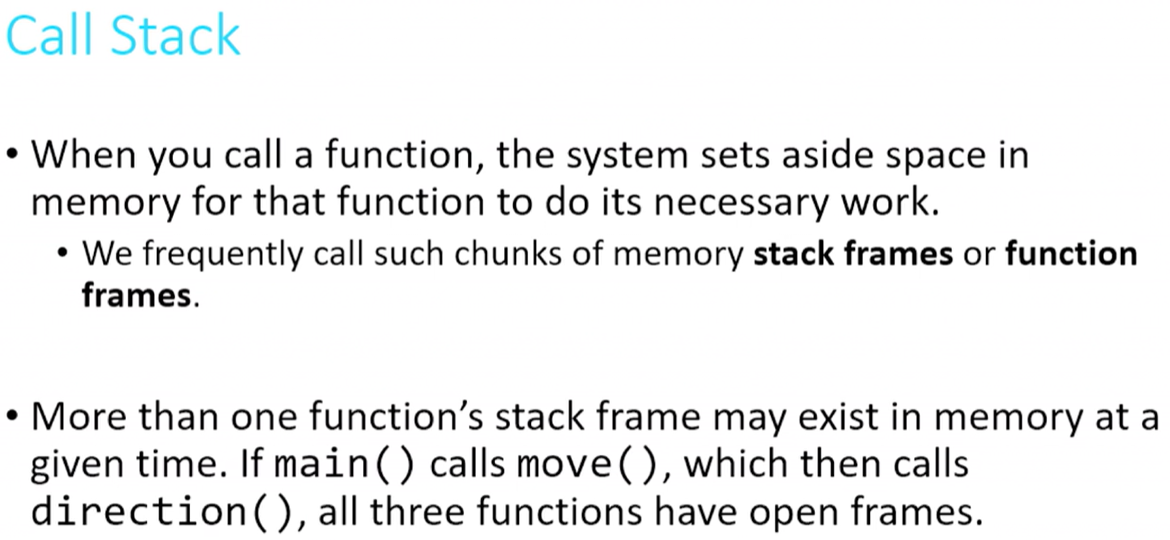 Call Stack
• When you call a function, the system sets aside space in
memory for that function to do its necessary work.
• We frequently call such chunks of memory stack frames or function
frames.
• More than one function’s stack frame may exist in memory at a
given time. If main() calls move(), which then calls
direction(), all three functions have open frames.